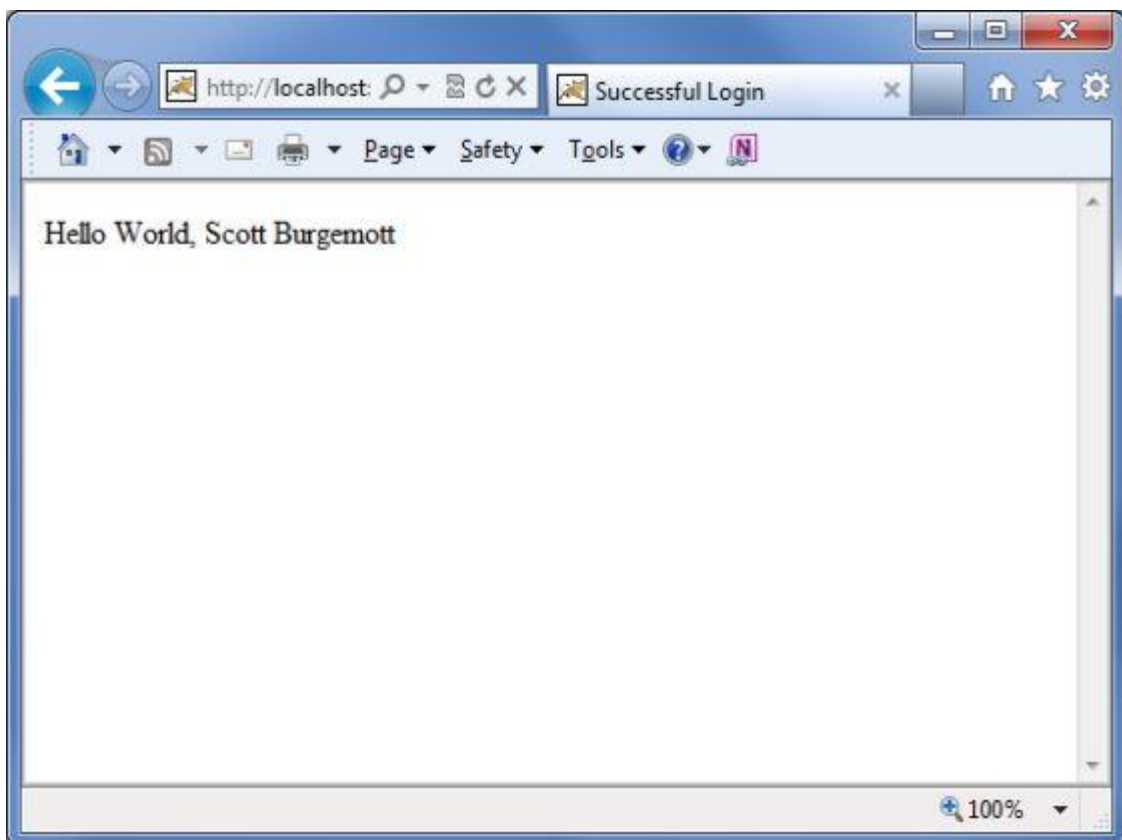 http://localhost:
Successful Login
Page
Safety
Tools
Hello World, Scott Burgemott
100%